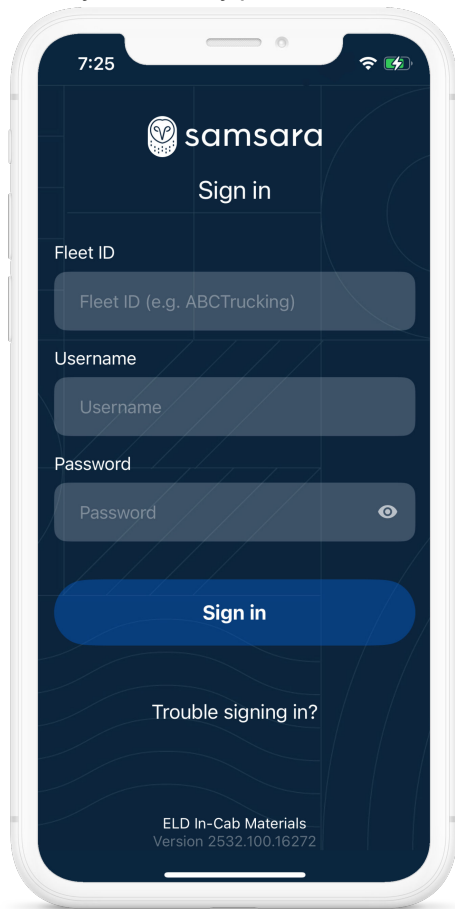 7:25
samsara
Sign in
Fleet ID
Fleet ID (e.g. ABCTrucking)
Username
Username
Password
Password
Sign in
Trouble signing in?
ELD In-Cab Materials
Version 2532.100.16272